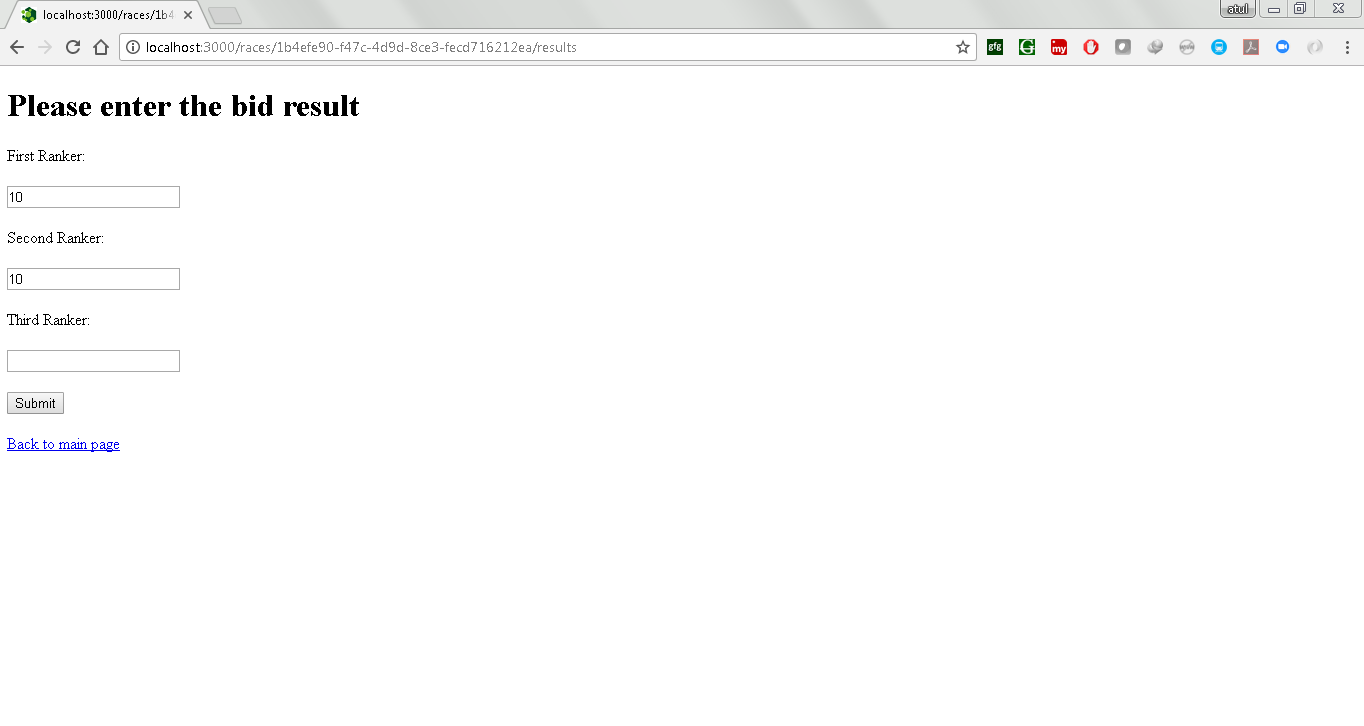 localhost:3000/races/1b4
atul
localhost:3000/races/1b4efe90-f47c-4d9d-8ce3-fecd716212ea/results
gfg G my
Please enter the bid result
First Ranker:
10
Second Ranker:
10
Third Ranker:
Submit
Back to main page